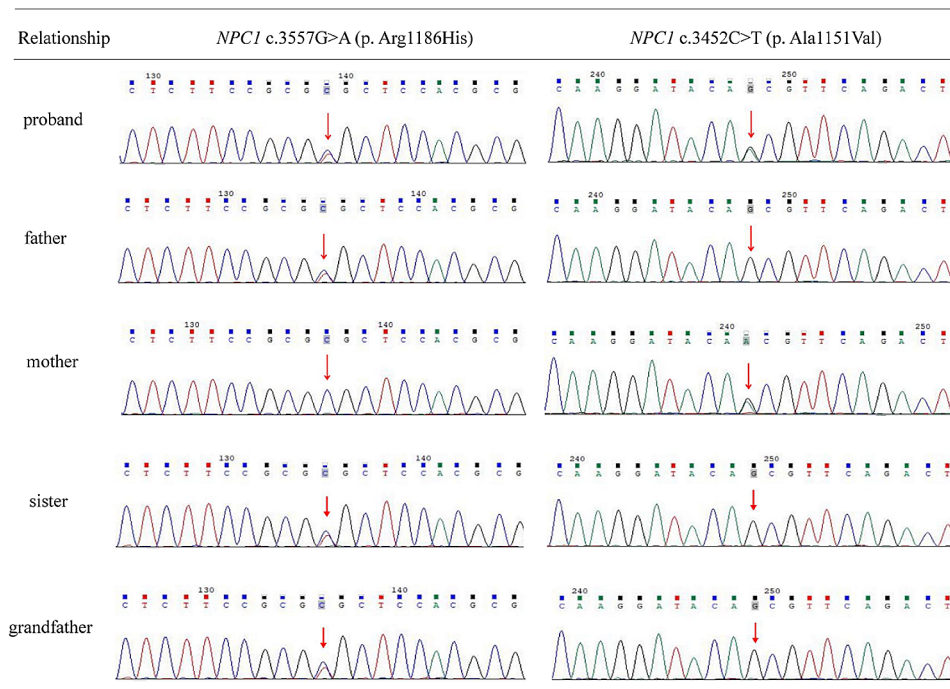 Relationship NPC1 c.3557G>A (p. Arg1186His) NPC1 c.3452C>T (p. Ala1151Val)
130 140 240 250
C T C T T C C G C G C G C T C C A C G C G C A A G G A T A C A G C G T T C A G A C T
proband
130 140 240 250
C T C T T C C G C G C G C T C C A C G C G C A A G G A T A C A G C G T T C A G A C T
father
130 140 240 250
C T C T T C C G C G C G C T C C A C G C G C A A G G A T A C A A C G T T C A G A C T
mother
130 140 240 250
C T C T T C C G C G C G C T C C A C G C G C A A G G A T A C A G C G T T C A G A C T
sister
130 140 240 250
C T C T T C C G C G C G C T C C A C G C G C A A G G A T A C A G C G T T C A G A C T
grandfather